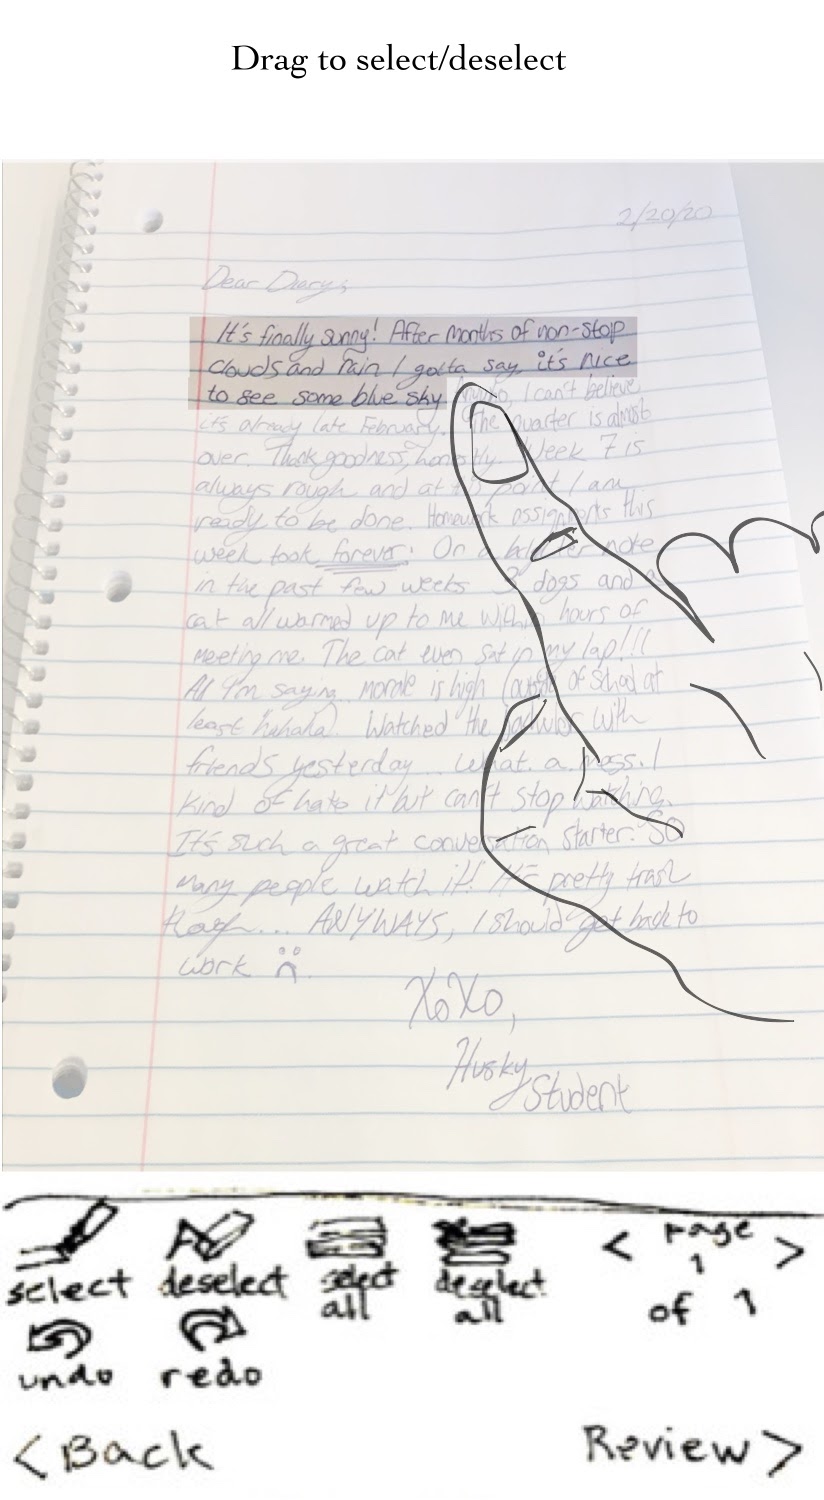 Drag to select/deselect
2/20/20
Dear Diary,
It's finally sunny! After months of non-stop
clouds and rain I gotta say it's nice
to see some blue sky. Anyways, I can't believe
it's already late February. The quarter is almost
over. Thank goodness, honestly. Week 7 is
always rough and at this point I am
ready to be done. Homework assignments this
week took forever. On a brighter note
in the past few weeks 3 dogs and a
cat all warmed up to me within hours of
meeting me. The cat even sat in my lap!!!
All I'm saying, morale is high (outside of school at
least hahaha). Watched the bachelor with
friends yesterday... What. a. mess. I
kind of hate it but can't stop watching.
It's such a great conversation starter. SO
many people watch it! It's pretty trash
though... ANYWAYS, I should get back to
work
XoXo,
Husky
Student
select deselect select all deselect all < Page 1 of 1 >
undo redo
< Back Review >